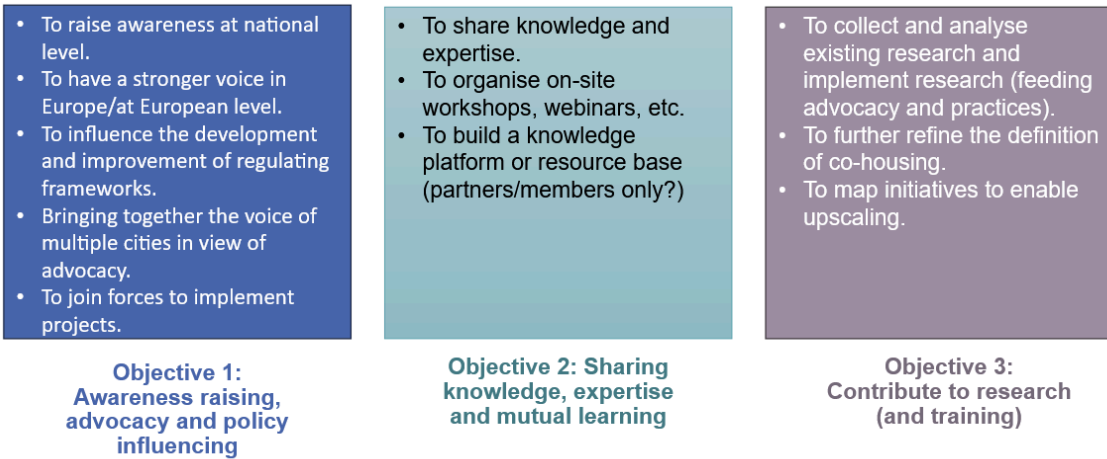 • To raise awareness at national
level.
• To have a stronger voice in
Europe/at European level.
• To influence the development
and improvement of regulating
frameworks.
• Bringing together the voice of
multiple cities in view of
advocacy.
• To join forces to implement
projects.
Objective 1:
Awareness raising,
advocacy and policy
influencing
• To share knowledge and
expertise.
• To organise on-site
workshops, webinars, etc.
• To build a knowledge
platform or resource base
(partners/members only?)
Objective 2: Sharing
knowledge, expertise
and mutual learning
• To collect and analyse
existing research and
implement research (feeding
advocacy and practices).
• To further refine the definition
of co-housing.
• To map initiatives to enable
upscaling.
Objective 3:
Contribute to research
(and training)